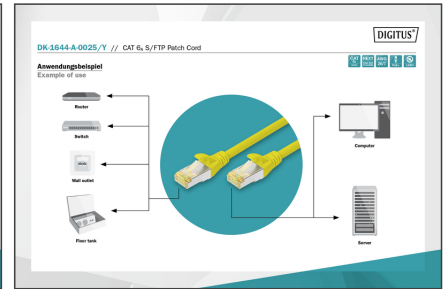 DIGITUS®
DK-1644-A-0025/Y // CAT 6A S/FTP Patch Cord
Anwendungsbeispiel
Example of use
Router
Switch
Wall outlet
Floor tank
Computer
Server